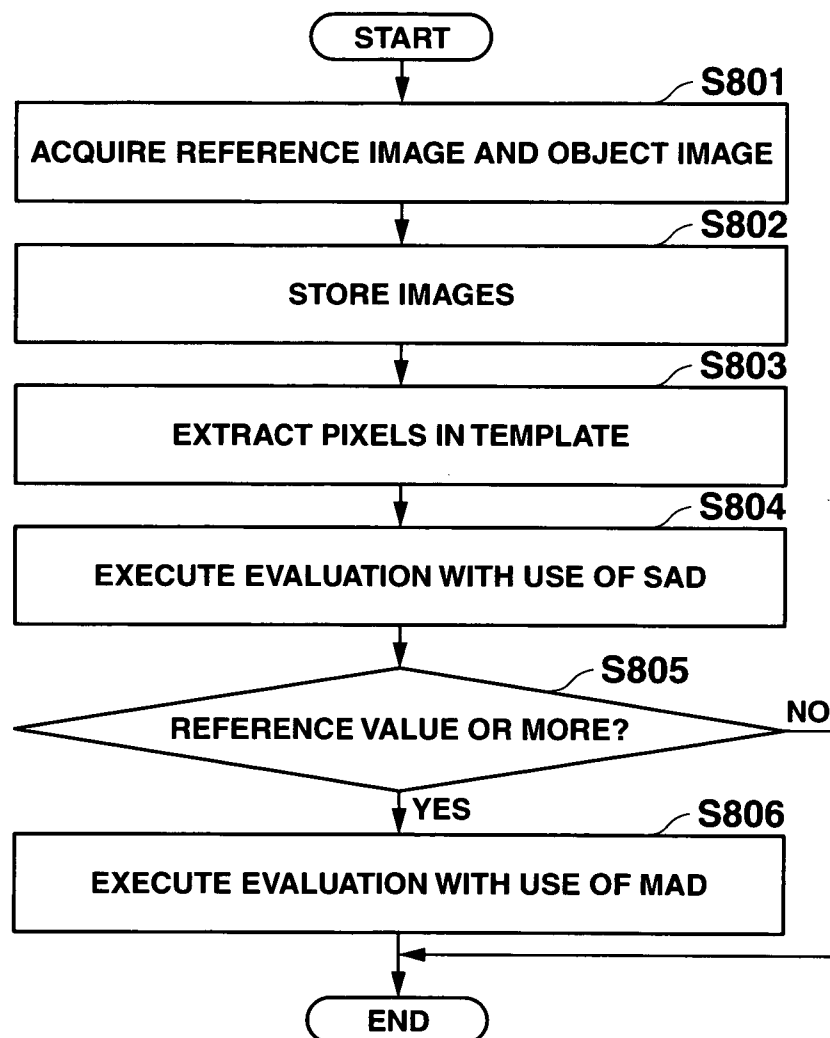 START
S801
ACQUIRE REFERENCE IMAGE AND OBJECT IMAGE
S802
STORE IMAGES
S803
EXTRACT PIXELS IN TEMPLATE
S804
EXECUTE EVALUATION WITH USE OF SAD
S805
REFERENCE VALUE OR MORE?
NO
YES
S806
EXECUTE EVALUATION WITH USE OF MAD
END